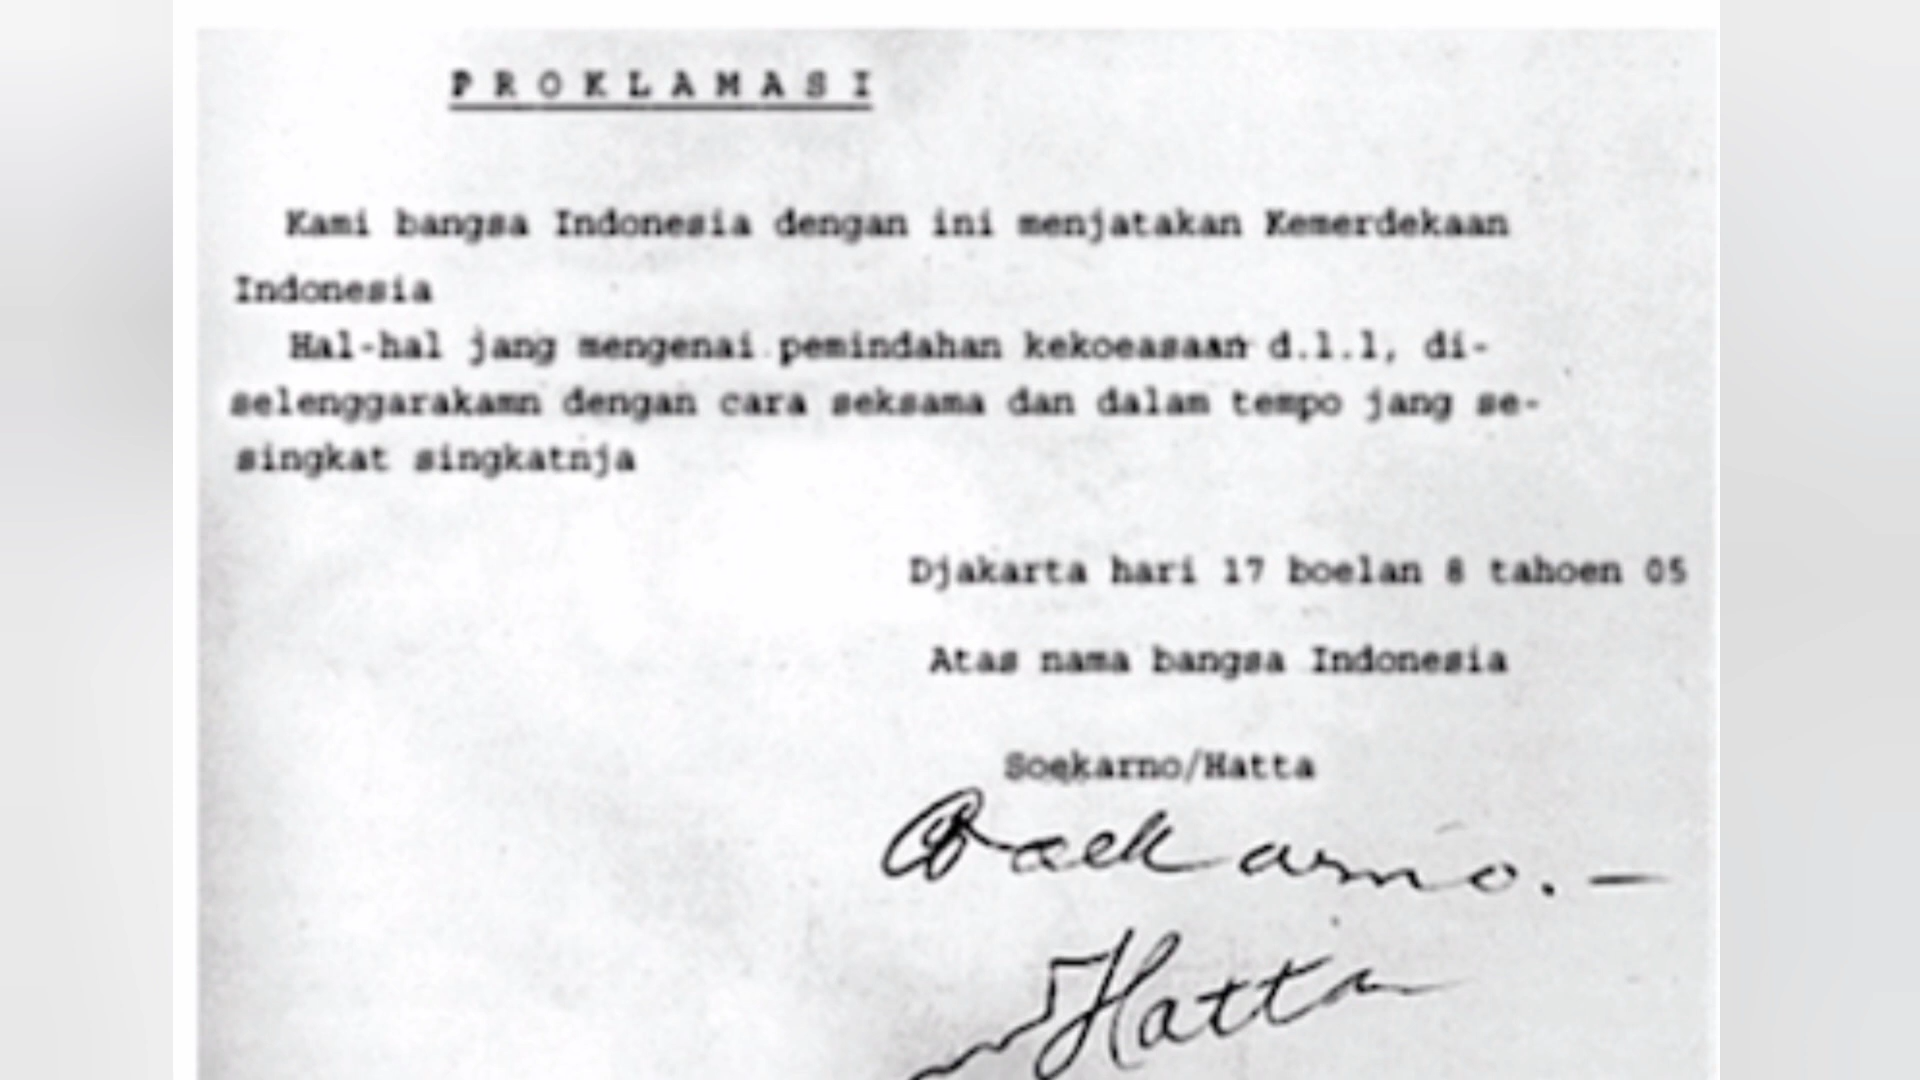 P R O K L A M A S I
Kami bangsa Indonesia dengan ini menjatakan Kemerdekaan
Indonesia
Hal-hal jang mengenai pemindahan kekoeasaan d.l.l, di-
selenggarakamn dengan cara seksama dan dalam tempo jang se-
singkat singkatnja
Djakarta hari 17 boelan 8 tahoen 05
Atas nama bangsa Indonesia
Soekarno/Hatta
Soekarno.—
Hatta